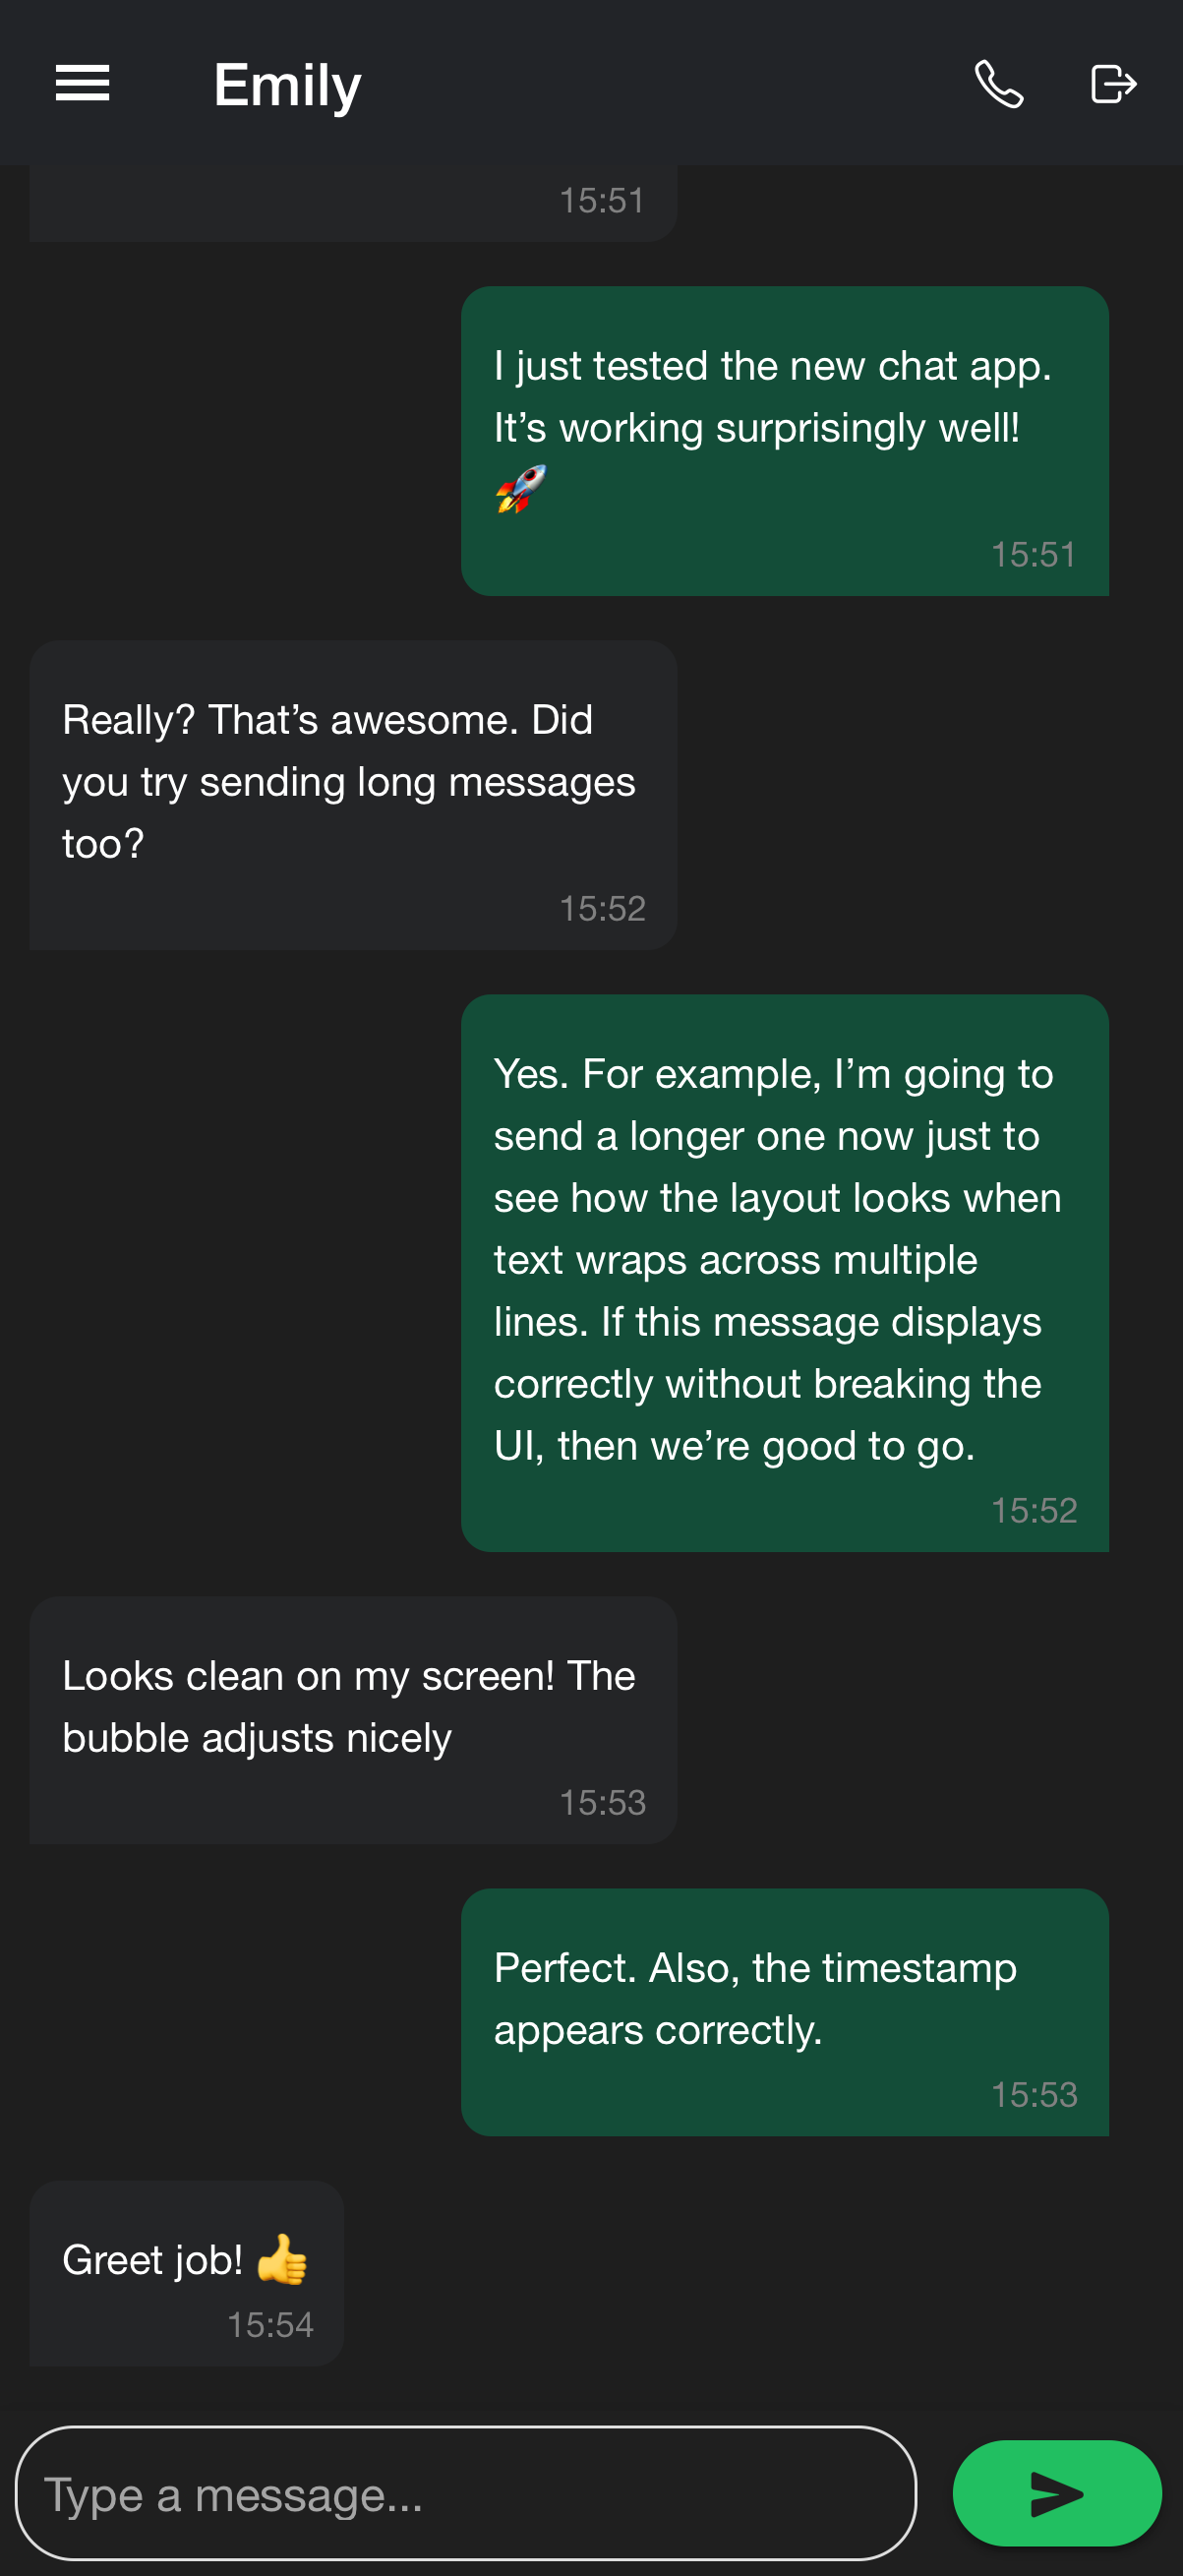 Emily
15:51
I just tested the new chat app.
It’s working surprisingly well!
🚀
15:51
Really? That’s awesome. Did
you try sending long messages
too?
15:52
Yes. For example, I’m going to
send a longer one now just to
see how the layout looks when
text wraps across multiple
lines. If this message displays
correctly without breaking the
UI, then we’re good to go.
15:52
Looks clean on my screen! The
bubble adjusts nicely
15:53
Perfect. Also, the timestamp
appears correctly.
15:53
Greet job! 👍
15:54
Type a message...